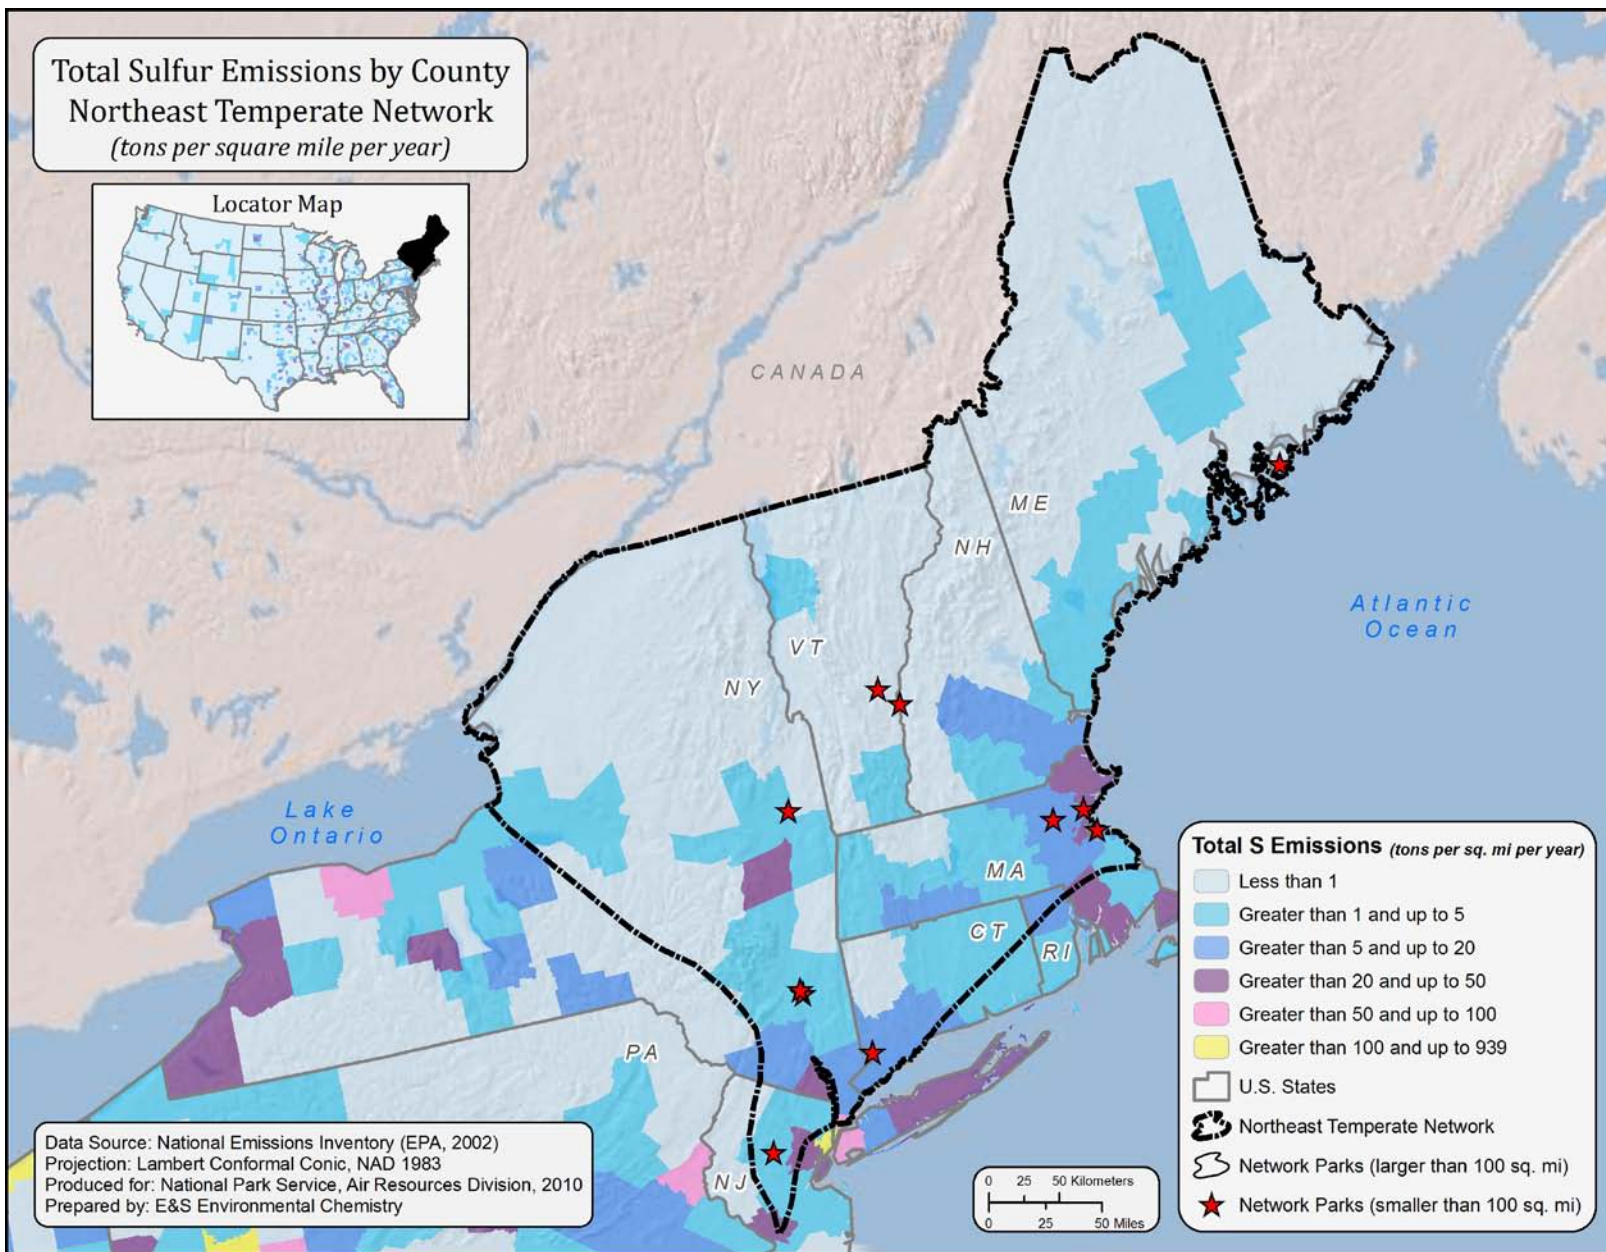 Total Sulfur Emissions by County
Northeast Temperate Network
(tons per square mile per year)
Locator Map
CANADA
ME
NH
VT
NY
Atlantic
Ocean
Lake
Ontario
MA
CT
RI
PA
NJ
Total S Emissions (tons per sq. mi per year)
Less than 1
Greater than 1 and up to 5
Greater than 5 and up to 20
Greater than 20 and up to 50
Greater than 50 and up to 100
Greater than 100 and up to 939
U.S. States
Northeast Temperate Network
Network Parks (larger than 100 sq. mi)
Network Parks (smaller than 100 sq. mi)
Data Source: National Emissions Inventory (EPA, 2002)
Projection: Lambert Conformal Conic, NAD 1983
Produced for: National Park Service, Air Resources Division, 2010
Prepared by: E&S Environmental Chemistry
0 25 50 Kilometers
0 25 50 Miles